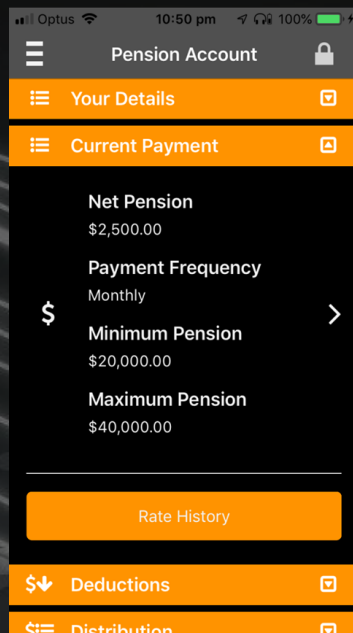 Optus 10:50 pm 100%
Pension Account
Your Details
Current Payment
Net Pension
$2,500.00
Payment Frequency
Monthly
Minimum Pension
$20,000.00
Maximum Pension
$40,000.00
Rate History
Deductions
Distribution